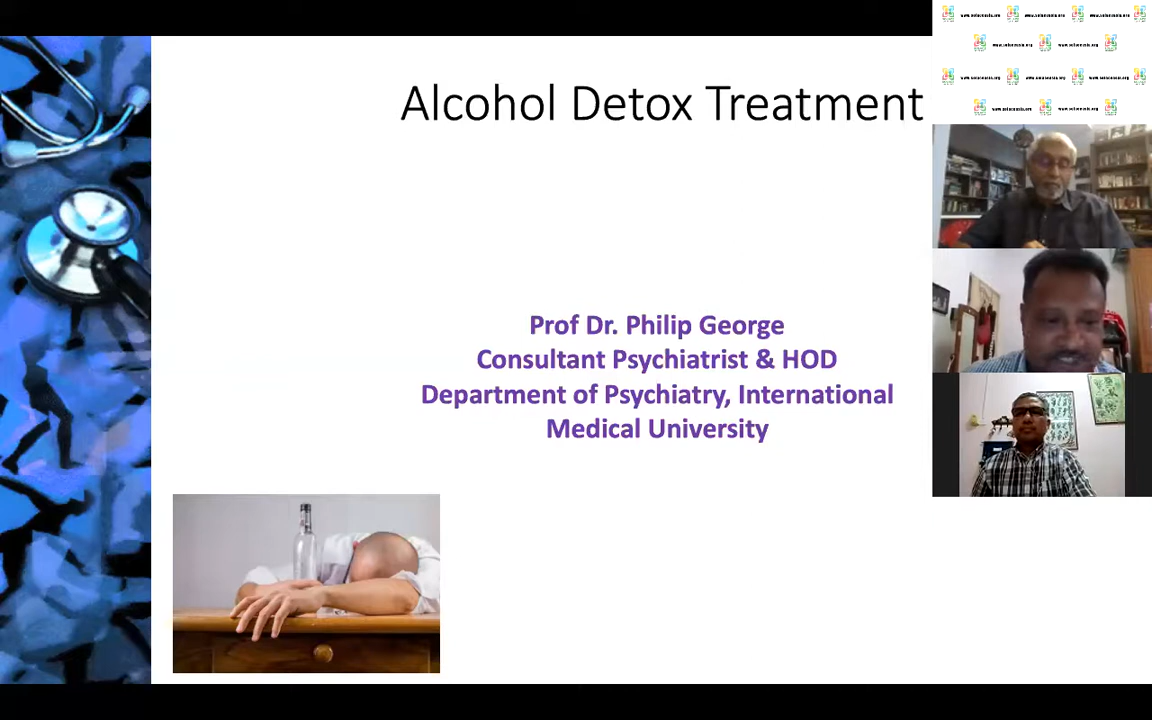 Alcohol Detox Treatment
Prof Dr. Philip George
Consultant Psychiatrist & HOD
Department of Psychiatry, International
Medical University